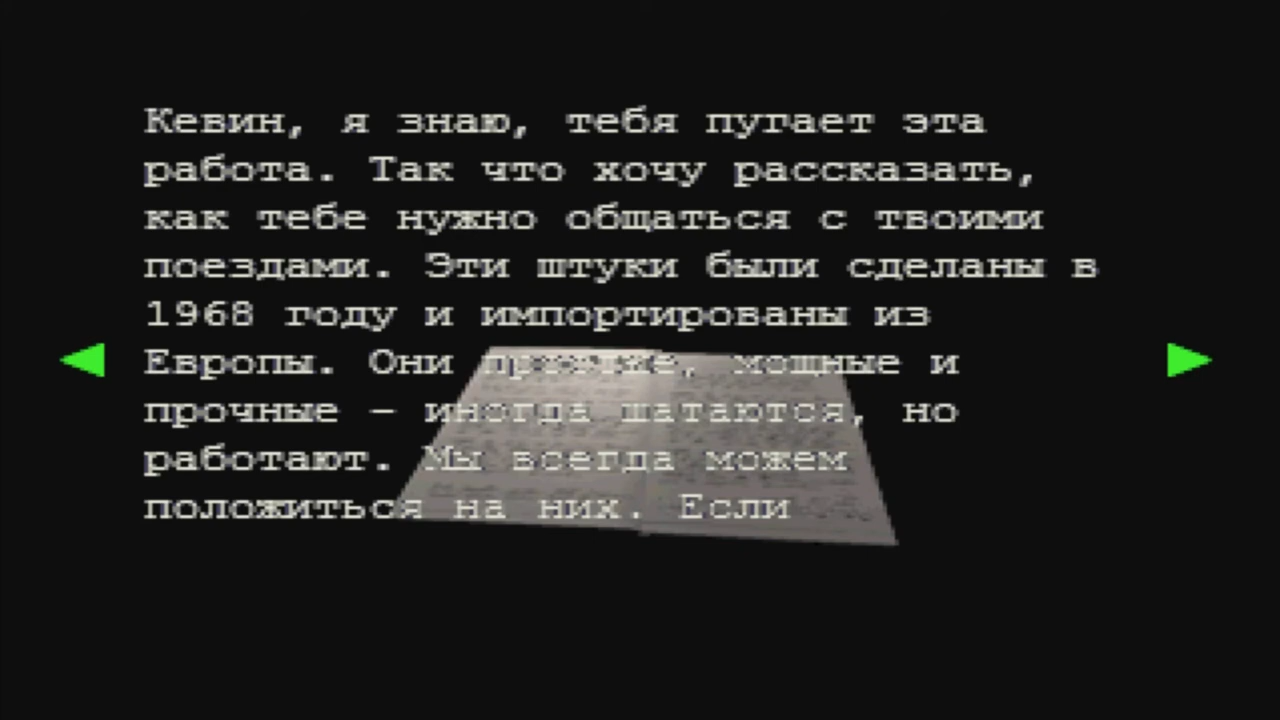 Кевин, я знаю, тебя пугает эта
работа. Так что хочу рассказать,
как тебе нужно общаться с твоими
поездами. Эти штуки были сделаны в
1968 году и импортированы из
Европы. Они мощные и
прочные – иногда шатаются, но
работают. Мы всегда можем
положиться на них. Если